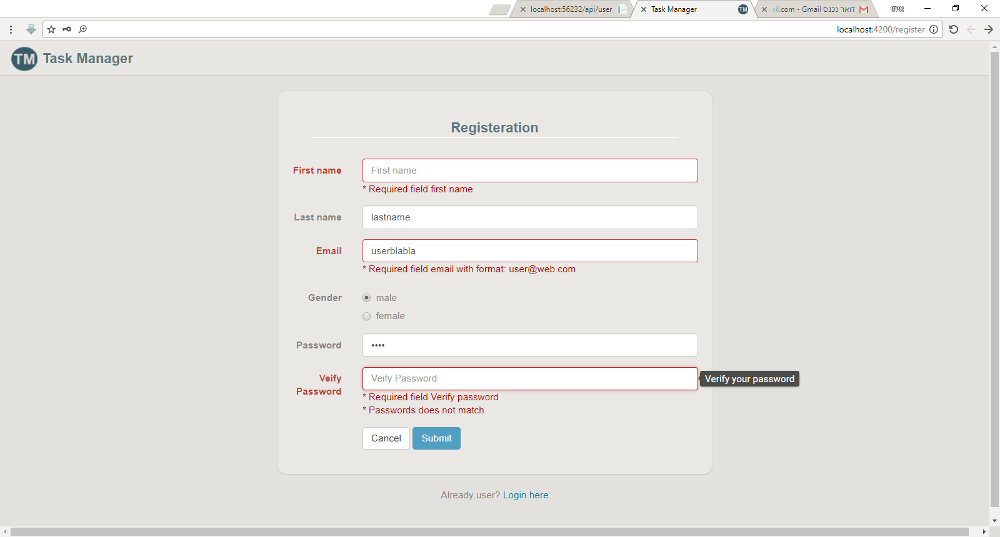 localhost:56232/api/user
Task Manager
TM
ail.com - Gmail דואר נכנס
איתי
localhost:4200/register
TM Task Manager
Registeration
First name
First name
* Required field first name
Last name
lastname
Email
userblabla
* Required field email with format: user@web.com
Gender
male
female
Password
••••
Veify
Password
Veify Password
Verify your password
* Required field Verify password
* Passwords does not match
Cancel
Submit
Already user? Login here